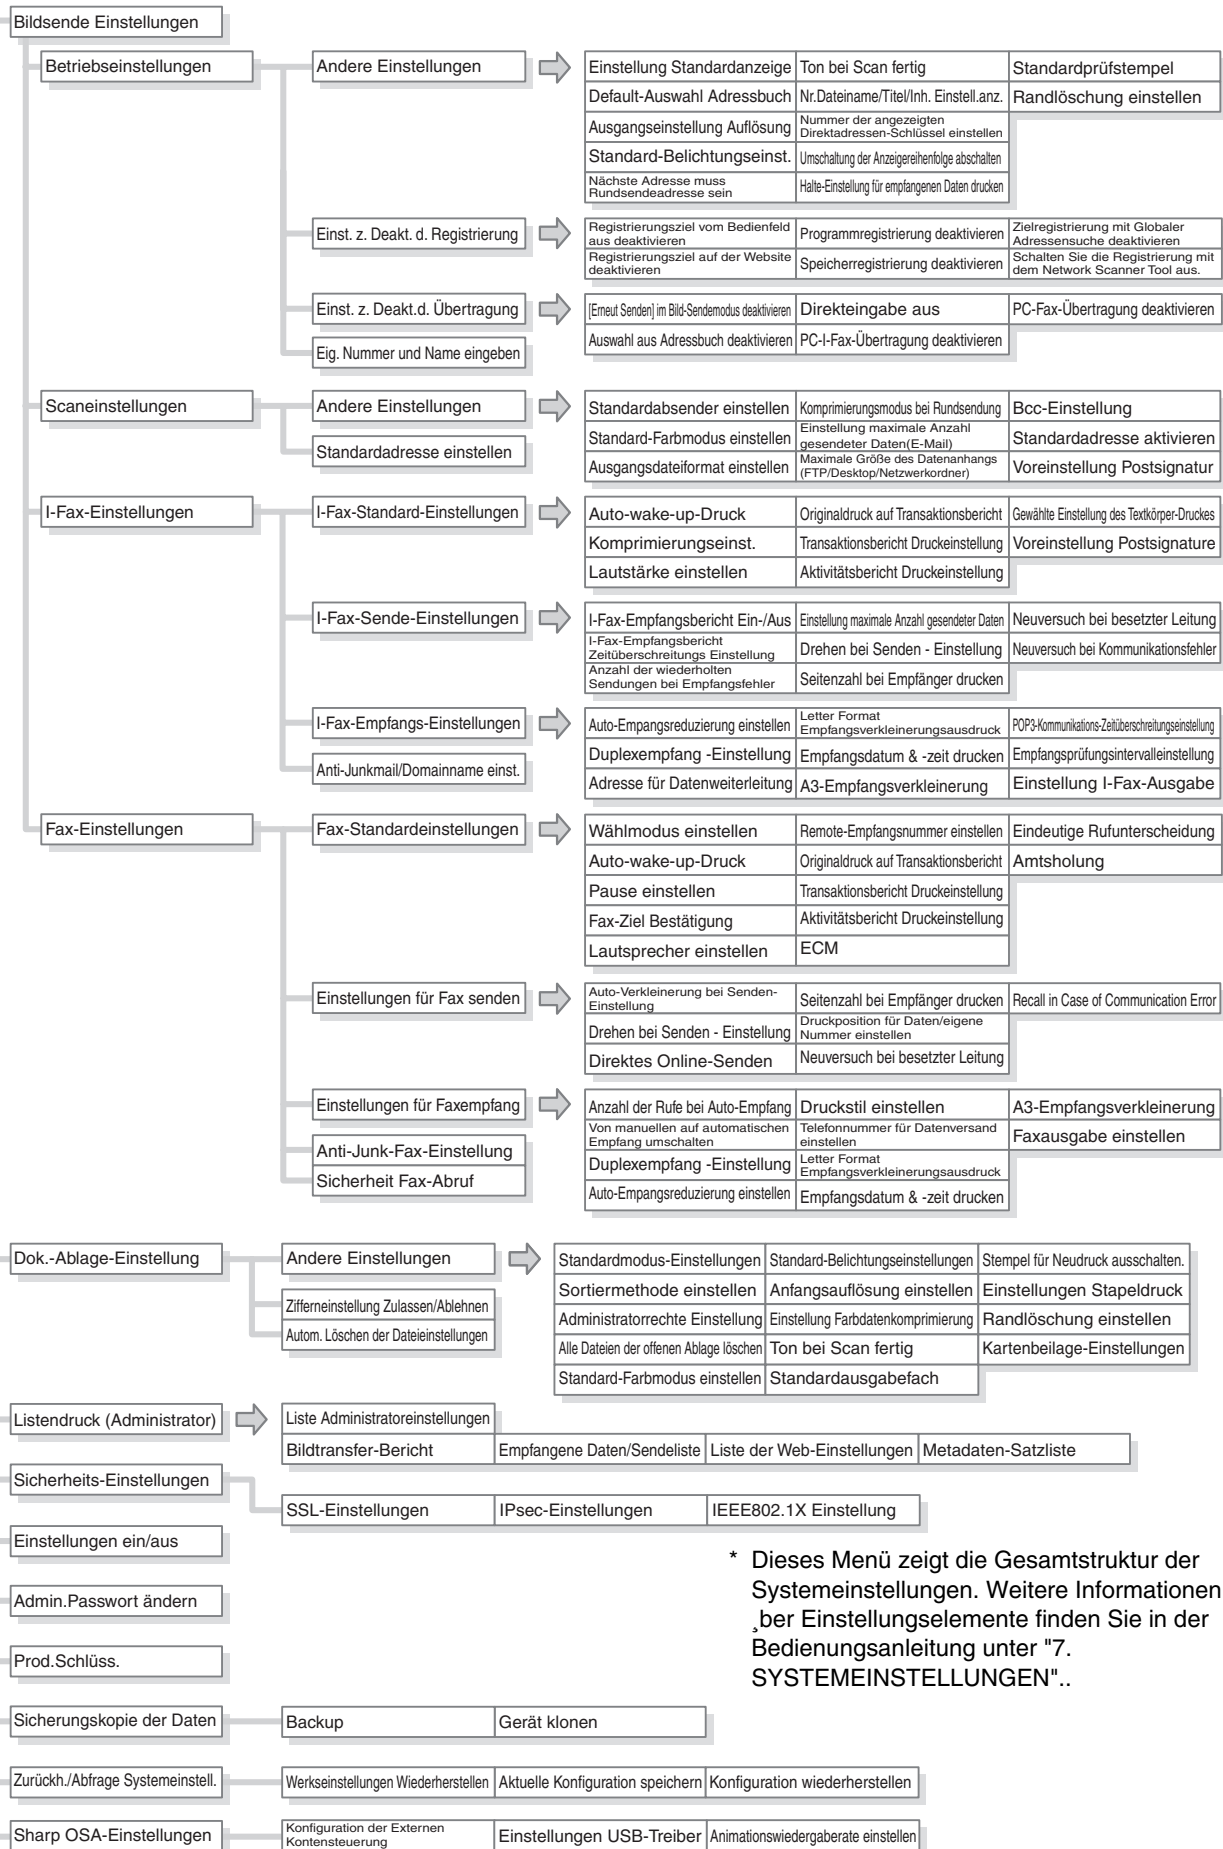 Bildsende Einstellungen
Betriebseinstellungen
Andere Einstellungen
Einstellung Standardanzeige
Ton bei Scan fertig
Standardprüfstempel
Default-Auswahl Adressbuch
Nr.Dateiname/Titel/Inh. Einstell.anz.
Randlöschung einstellen
Ausgangseinstellung Auflösung
Nummer der angezeigten
Direktadressen-Schlüssel einstellen
Standard-Belichtungseinst.
Umschaltung der Anzeigereihenfolge abschalten
Nächste Adresse muss
Rundsendeadresse sein
Halte-Einstellung für empfangenen Daten drucken
Einst. z. Deakt. d. Registrierung
Registrierungsziel vom Bedienfeld
aus deaktivieren
Programmregistrierung deaktivieren
Zielregistrierung mit Globaler
Adressensuche deaktivieren
Registrierungsziel auf der Website
deaktivieren
Speicherregistrierung deaktivieren
Schalten Sie die Registrierung mit
dem Network Scanner Tool aus.
Einst. z. Deakt.d. Übertragung
[Erneut Senden] im Bild-Sendemodus deaktivieren
Direkteingabe aus
PC-Fax-Übertragung deaktivieren
Auswahl aus Adressbuch deaktivieren
PC-I-Fax-Übertragung deaktivieren
Eig. Nummer und Name eingeben
Scaneinstellungen
Andere Einstellungen
Standardabsender einstellen
Komprimierungsmodus bei Rundsendung
Bcc-Einstellung
Standard-Farbmodus einstellen
Einstellung maximale Anzahl
gesendeter Daten(E-Mail)
Standardadresse aktivieren
Standardadresse einstellen
Ausgangsdateiformat einstellen
Maximale Größe des Datenanhangs
(FTP/Desktop/Netzwerkordner)
Voreinstellung Postsignatur
I-Fax-Einstellungen
I-Fax-Standard-Einstellungen
Auto-wake-up-Druck
Originaldruck auf Transaktionsbericht
Gewählte Einstellung des Textkörper-Druckes
Komprimierungseinst.
Transaktionsbericht Druckeinstellung
Voreinstellung Postsignature
Lautstärke einstellen
Aktivitätsbericht Druckeinstellung
I-Fax-Sende-Einstellungen
I-Fax-Empfangsbericht Ein-/Aus
Einstellung maximale Anzahl gesendeter Daten
Neuversuch bei besetzter Leitung
I-Fax-Empfangsbericht
Zeitüberschreitungs Einstellung
Drehen bei Senden - Einstellung
Neuversuch bei Kommunikationsfehler
Anzahl der wiederholten
Sendungen bei Empfangsfehler
Seitenzahl bei Empfänger drucken
I-Fax-Empfangs-Einstellungen
Auto-Empangsreduzierung einstellen
Letter Format
Empfangsverkleinerungsausdruck
POP3-Kommunikations-Zeitüberschreitungseinstellung
Duplexempfang -Einstellung
Empfangsdatum & -zeit drucken
Empfangsprüfungsintervalleinstellung
Anti-Junkmail/Domainname einst.
Adresse für Datenweiterleitung
A3-Empfangsverkleinerung
Einstellung I-Fax-Ausgabe
Fax-Einstellungen
Fax-Standardeinstellungen
Wählmodus einstellen
Remote-Empfangsnummer einstellen
Eindeutige Rufunterscheidung
Auto-wake-up-Druck
Originaldruck auf Transaktionsbericht
Amtsholung
Pause einstellen
Transaktionsbericht Druckeinstellung
Fax-Ziel Bestätigung
Aktivitätsbericht Druckeinstellung
Lautsprecher einstellen
ECM
Einstellungen für Fax senden
Auto-Verkleinerung bei Senden-
Einstellung
Seitenzahl bei Empfänger drucken
Recall in Case of Communication Error
Drehen bei Senden - Einstellung
Druckposition für Daten/eigene
Nummer einstellen
Direktes Online-Senden
Neuversuch bei besetzter Leitung
Einstellungen für Faxempfang
Anzahl der Rufe bei Auto-Empfang
Druckstil einstellen
A3-Empfangsverkleinerung
Von manuellen auf automatischen
Empfang umschalten
Telefonnummer für Datenversand
einstellen
Faxausgabe einstellen
Anti-Junk-Fax-Einstellung
Duplexempfang -Einstellung
Letter Format
Empfangsverkleinerungsausdruck
Sicherheit Fax-Abruf
Auto-Empangsreduzierung einstellen
Empfangsdatum & -zeit drucken
Dok.-Ablage-Einstellung
Andere Einstellungen
Standardmodus-Einstellungen
Standard-Belichtungseinstellungen
Stempel für Neudruck ausschalten.
Sortiermethode einstellen
Anfangsauflösung einstellen
Einstellungen Stapeldruck
Zifferneinstellung Zulassen/Ablehnen
Administratorrechte Einstellung
Einstellung Farbdatenkomprimierung
Randlöschung einstellen
Autom. Löschen der Dateieinstellungen
Alle Dateien der offenen Ablage löschen
Ton bei Scan fertig
Kartenbeilage-Einstellungen
Standard-Farbmodus einstellen
Standardausgabefach
Listendruck (Administrator)
Liste Administratoreinstellungen
Bildtransfer-Bericht
Empfangene Daten/Sendeliste
Liste der Web-Einstellungen
Metadaten-Satzliste
Sicherheits-Einstellungen
SSL-Einstellungen
IPsec-Einstellungen
IEEE802.1X Einstellung
Einstellungen ein/aus
Admin.Passwort ändern
Prod.Schlüss.
* Dieses Menü zeigt die Gesamtstruktur der
Systemeinstellungen. Weitere Informationen
¸ber Einstellungselemente finden Sie in der
Bedienungsanleitung unter "7.
SYSTEMEINSTELLUNGEN"..
Sicherungskopie der Daten
Backup
Gerät klonen
Zurückh./Abfrage Systemeinstell.
Werkseinstellungen Wiederherstellen
Aktuelle Konfiguration speichern
Konfiguration wiederherstellen
Sharp OSA-Einstellungen
Konfiguration der Externen
Kontensteuerung
Einstellungen USB-Treiber
Animationswiedergaberate einstellen